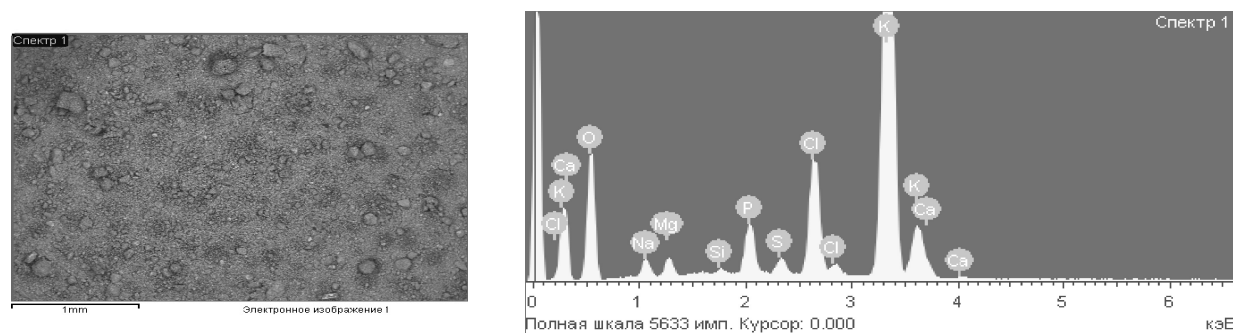 Спектр 1
1mm
Электронное изображение 1
Спектр 1
K
Cl
O
Ca
K
Cl
Na
Mg
Si
P
S
Cl
K
Ca
Ca
0 1 2 3 4 5 6
Полная шкала 5633 имп. Курсор: 0.000
кэВ